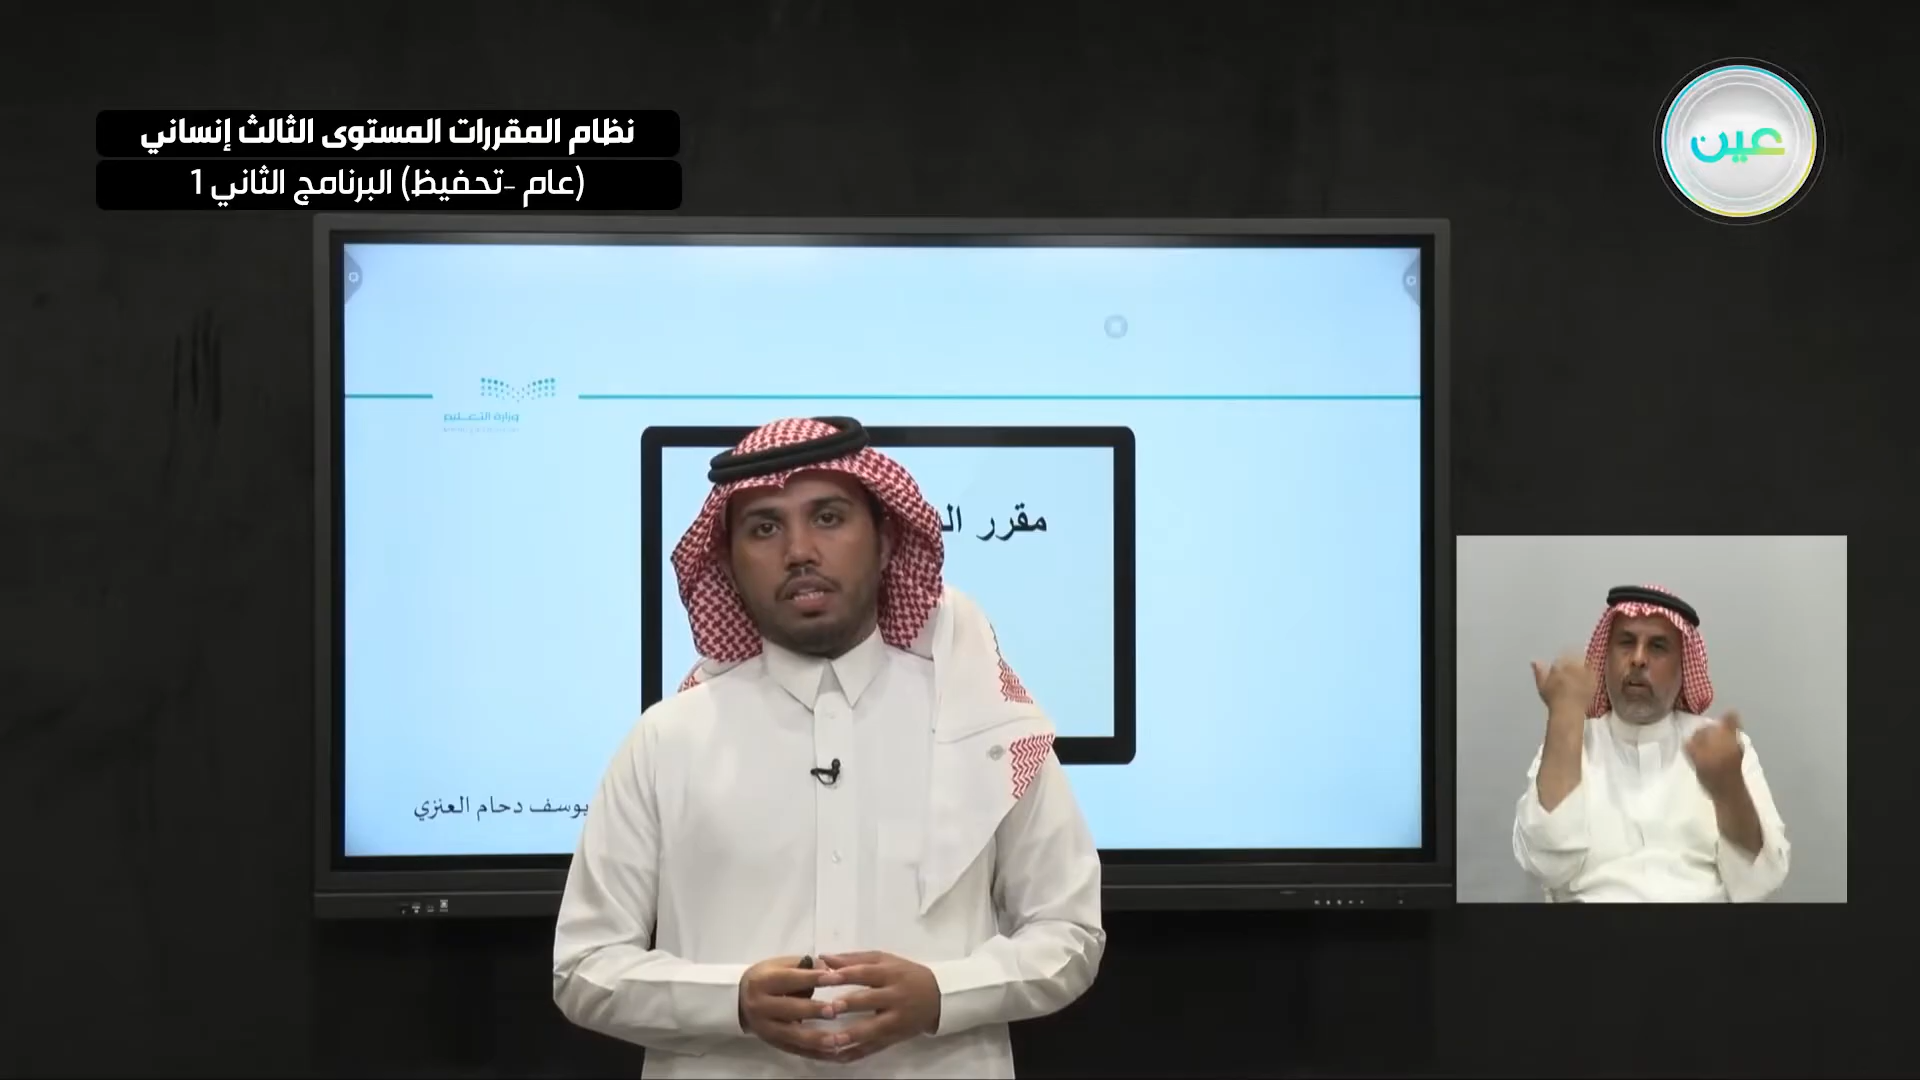 نظام المقررات المستوى الثالث إنساني
(عام -تحفيظ) البرنامج الثاني 1
عين
وزارة التعليم
مقرر
يوسف دحام العنزي